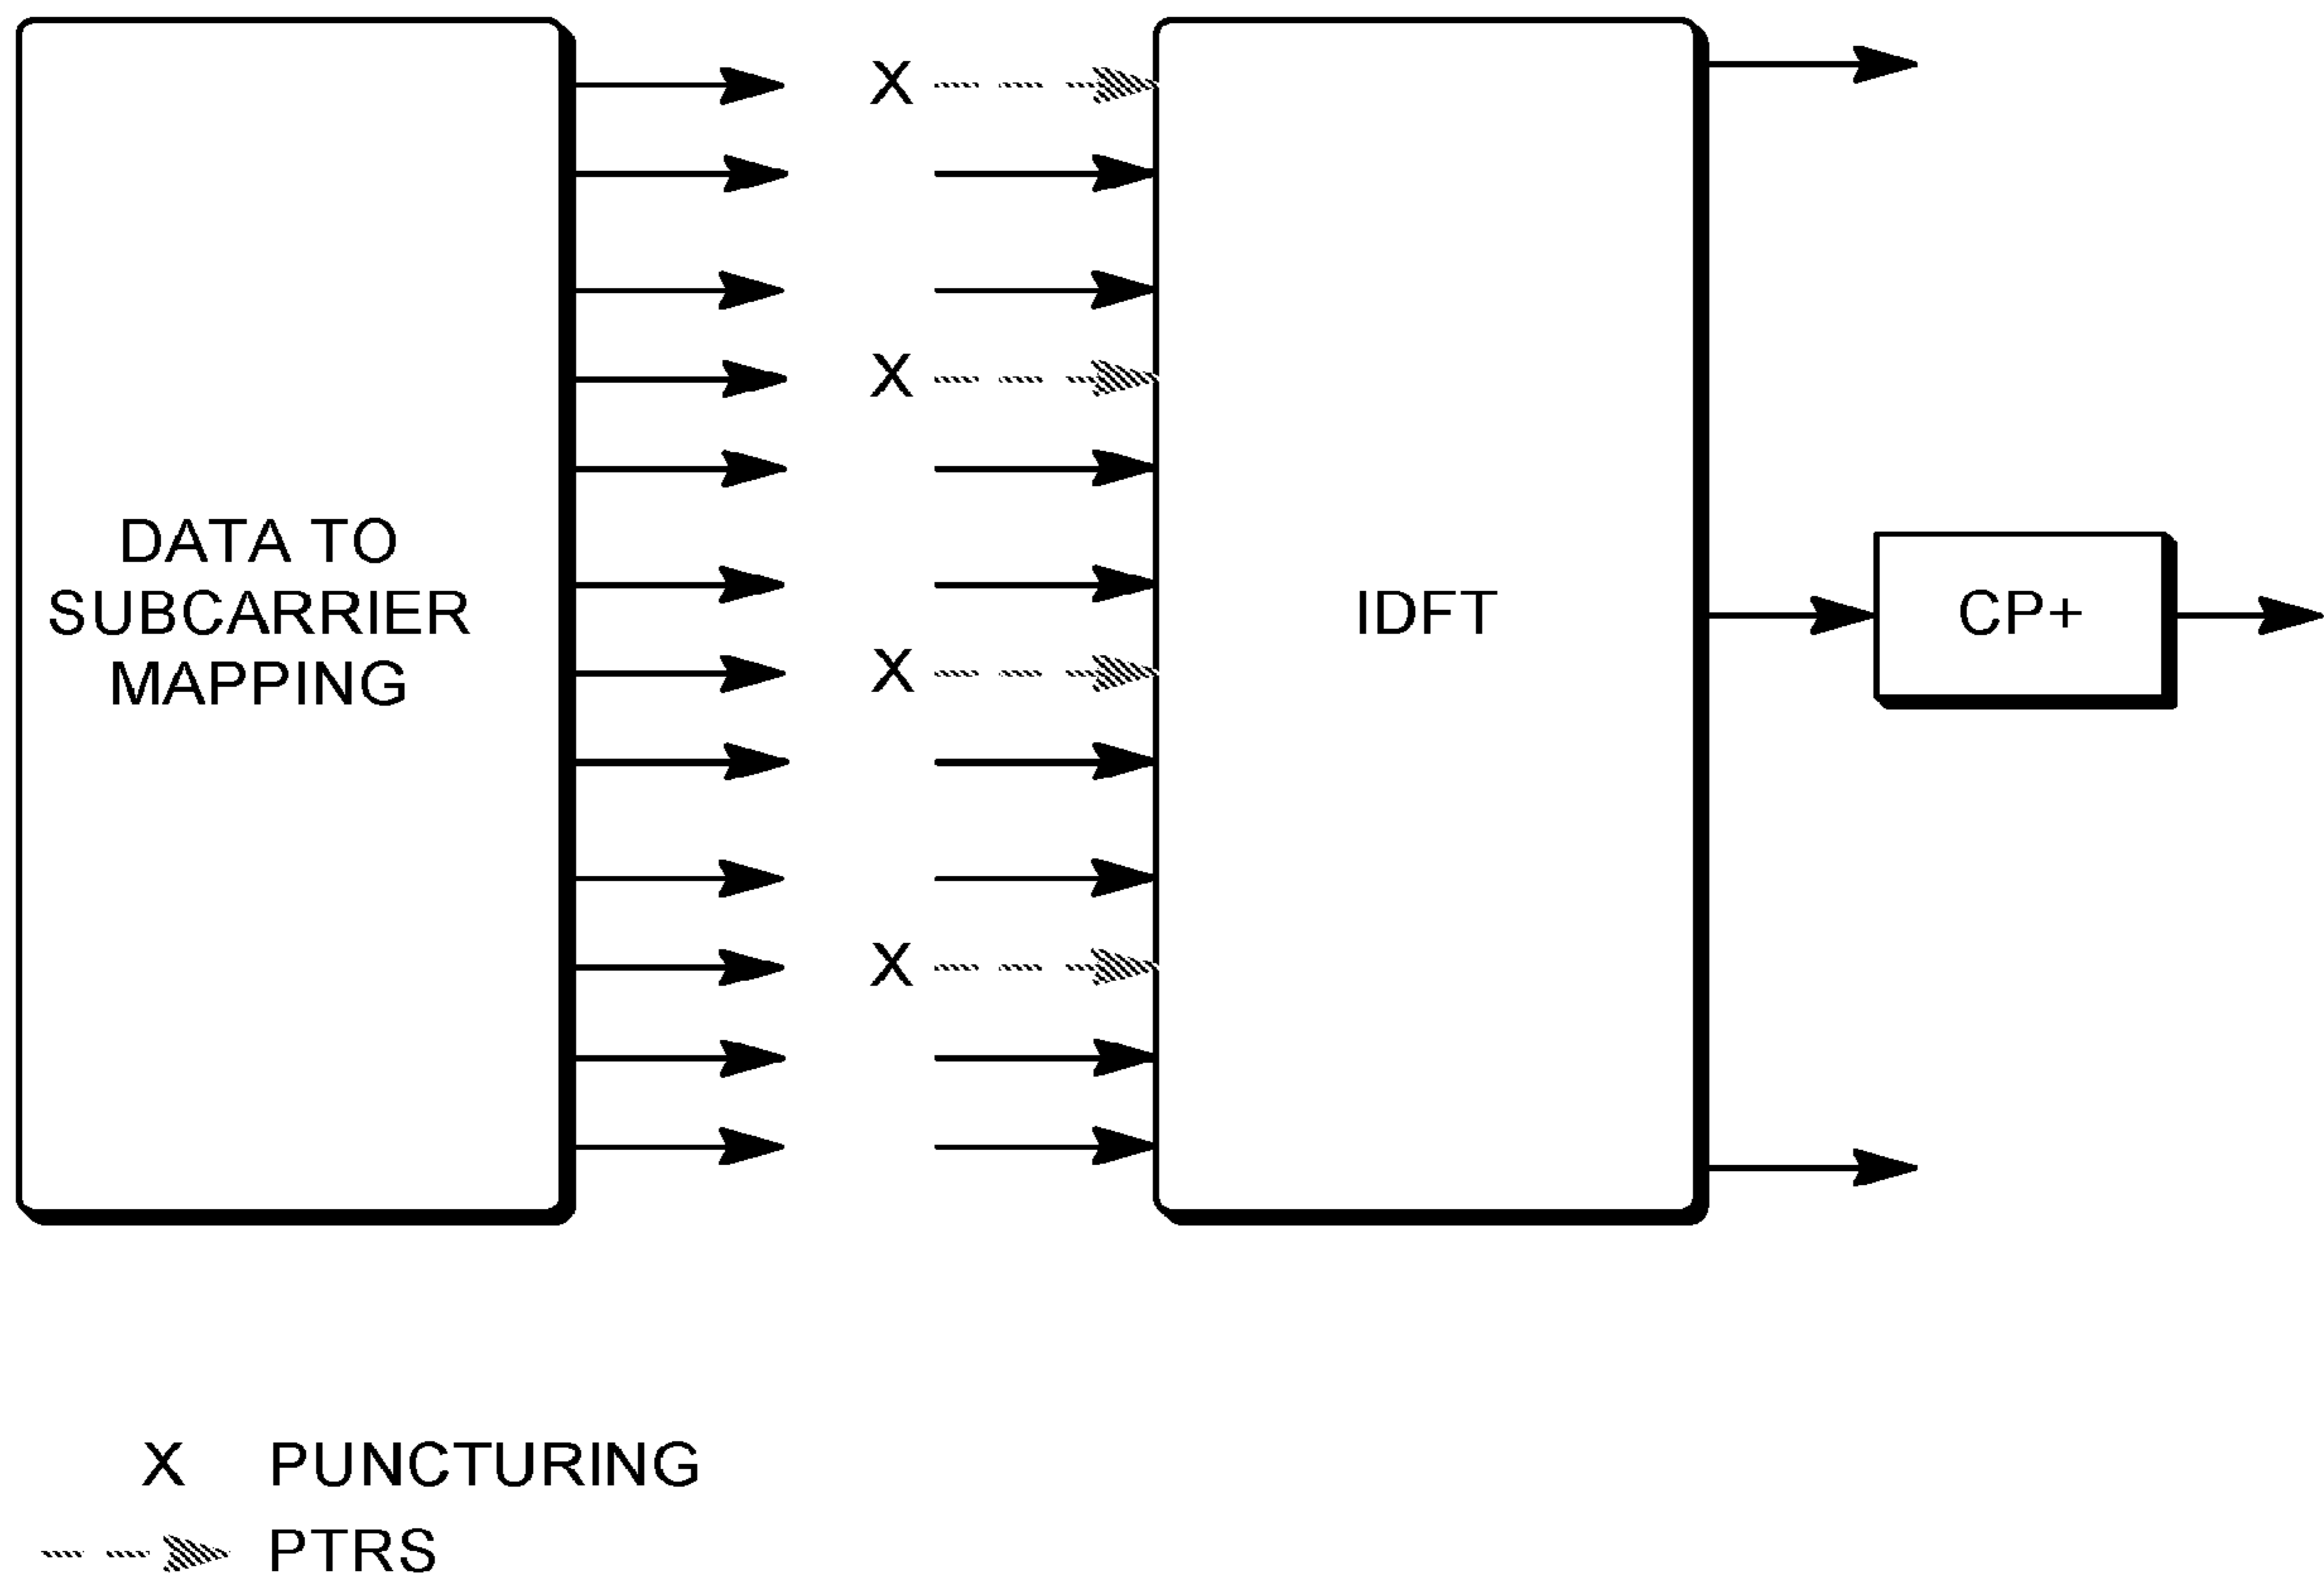 X
X
DATA TO
SUBCARRIER
MAPPING
IDFT
CP+
X
X
X PUNCTURING
PTRS